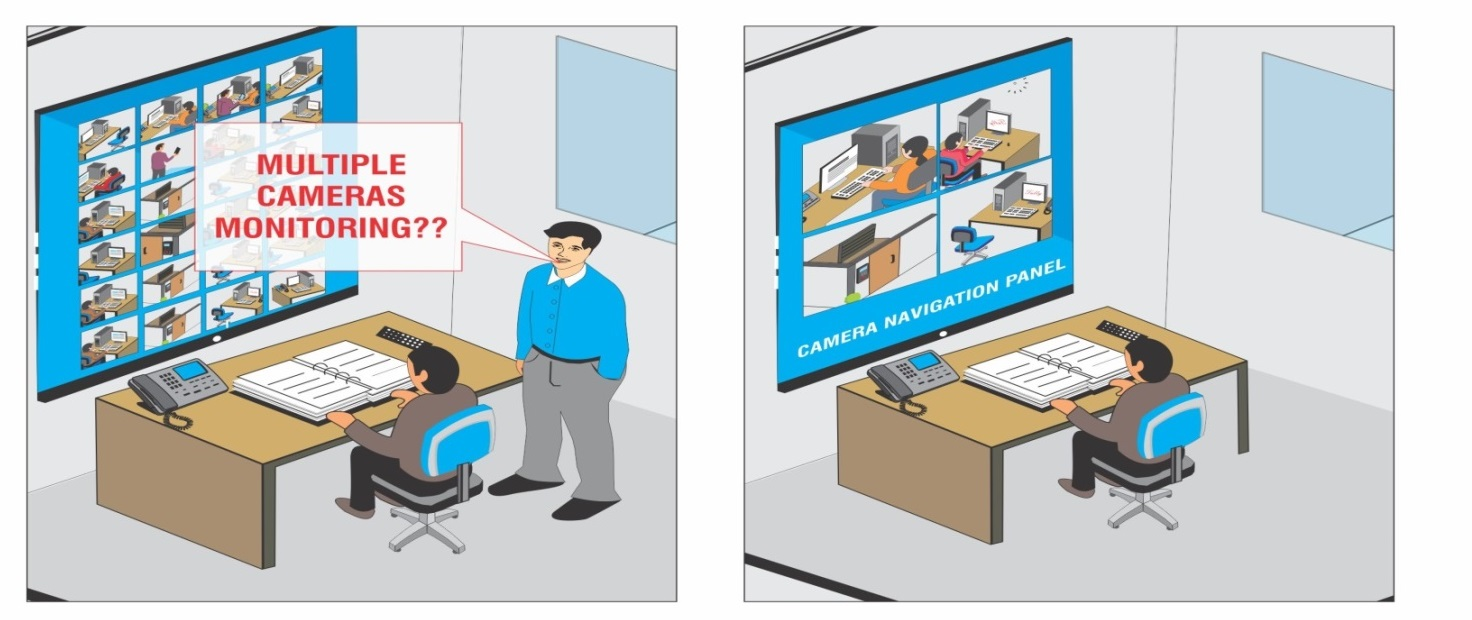 MULTIPLE
CAMERAS
MONITORING??
CAMERA NAVIGATION PANEL